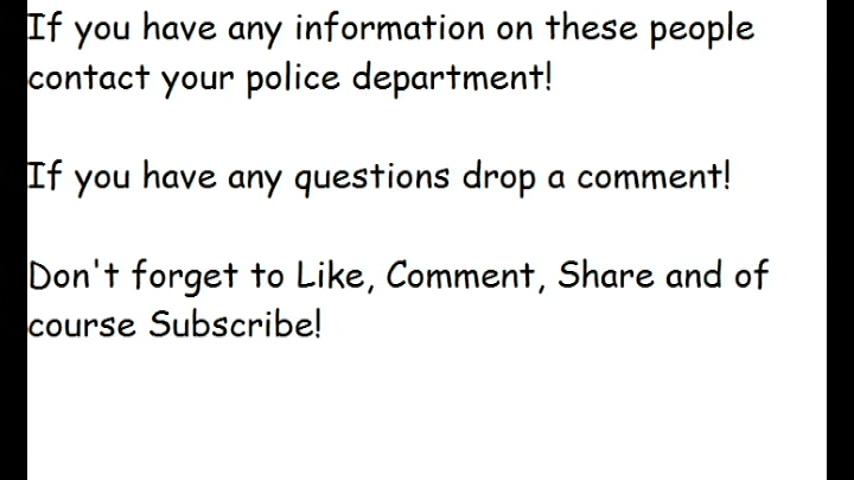 If you have any information on these people
contact your police department!
If you have any questions drop a comment!
Don't forget to Like, Comment, Share and of
course Subscribe!